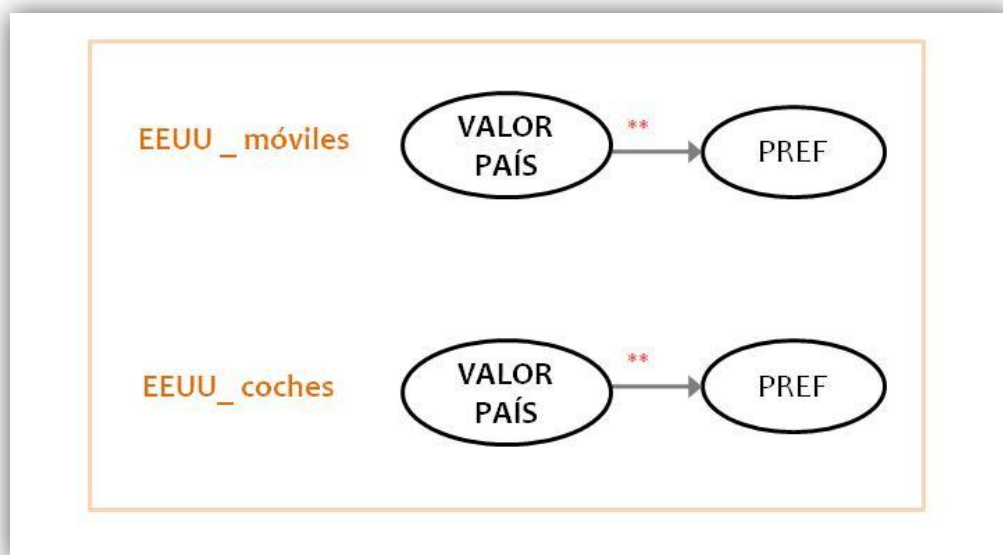 EEUU _ móviles
VALOR
PAÍS
**
PREF
EEUU_ coches
VALOR
PAÍS
**
PREF